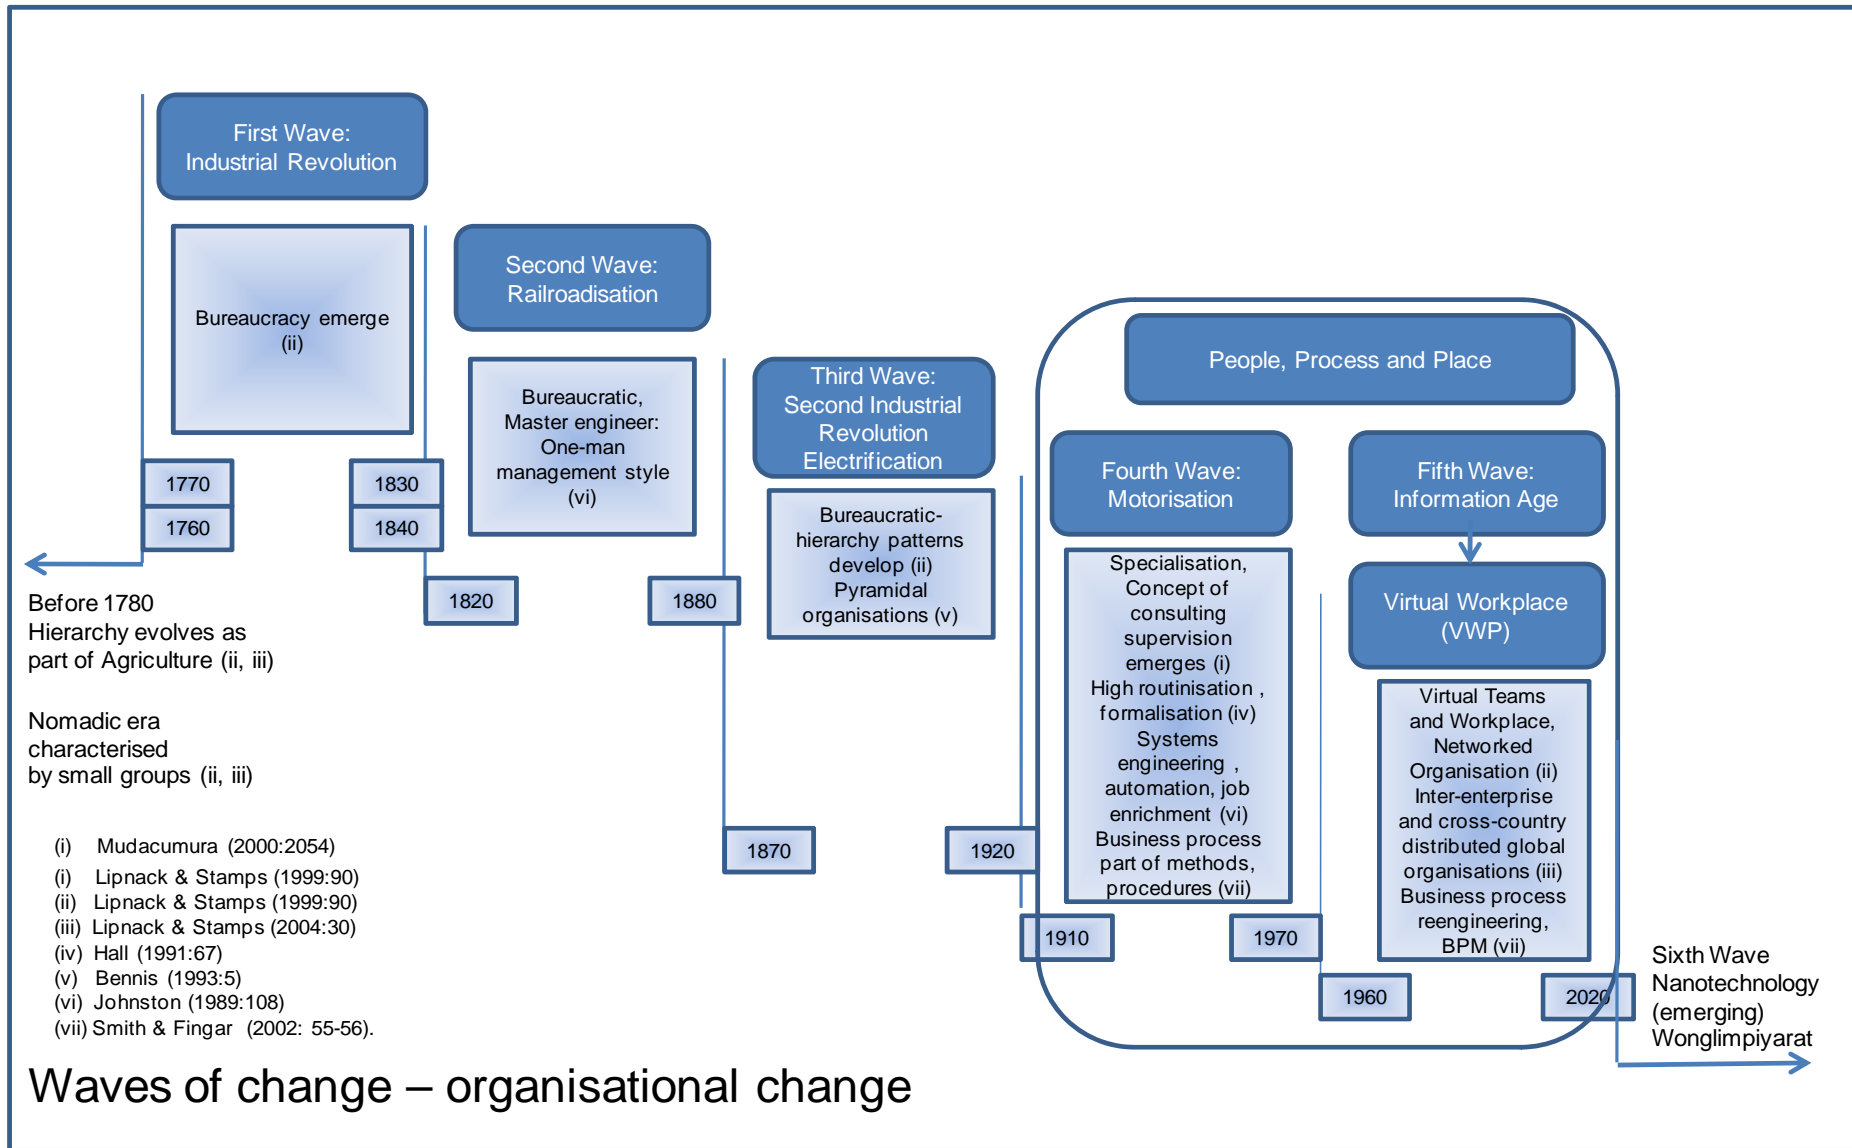 First Wave:
Industrial Revolution
Bureaucracy emerge
(ii)
1770
1760
1830
1840
Before 1780
Hierarchy evolves as
part of Agriculture (ii, iii)
Nomadic era
characterised
by small groups (ii, iii)
Second Wave:
Railroadisation
Bureaucratic,
Master engineer:
One-man
management style
(vi)
1820
1880
Third Wave:
Second Industrial
Revolution
Electrification
Bureaucratic-
hierarchy patterns
develop (ii)
Pyramidal
organisations (v)
1870
1920
People, Process and Place
Fourth Wave:
Motorisation
Specialisation,
Concept of
consulting
supervision
emerges (i)
High routinisation ,
formalisation (iv)
Systems
engineering ,
automation, job
enrichment (vi)
Business process
part of methods,
procedures (vii)
1910
1970
Fifth Wave:
Information Age
Virtual Workplace
(VWP)
Virtual Teams
and Workplace,
Networked
Organisation (ii)
Inter-enterprise
and cross-country
distributed global
organisations (iii)
Business process
reengineering,
BPM (vii)
1960
2020
Sixth Wave
Nanotechnology
(emerging)
Wonglimpiyarat
(i) Mudacumura (2000:2054)
(i) Lipnack & Stamps (1999:90)
(ii) Lipnack & Stamps (1999:90)
(iii) Lipnack & Stamps (2004:30)
(iv) Hall (1991:67)
(v) Bennis (1993:5)
(vi) Johnston (1989:108)
(vii) Smith & Fingar (2002: 55-56).
Waves of change – organisational change